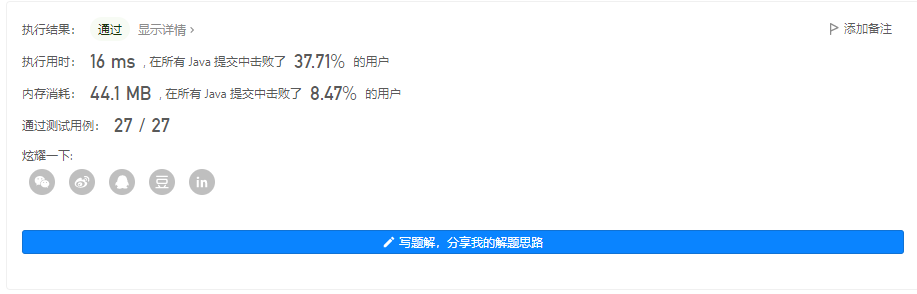 执行结果： 通过 显示详情 › 添加备注
执行用时： 16 ms , 在所有 Java 提交中击败了 37.71% 的用户
内存消耗： 44.1 MB , 在所有 Java 提交中击败了 8.47% 的用户
通过测试用例： 27 / 27
炫耀一下:
豆 in
写题解，分享我的解题思路